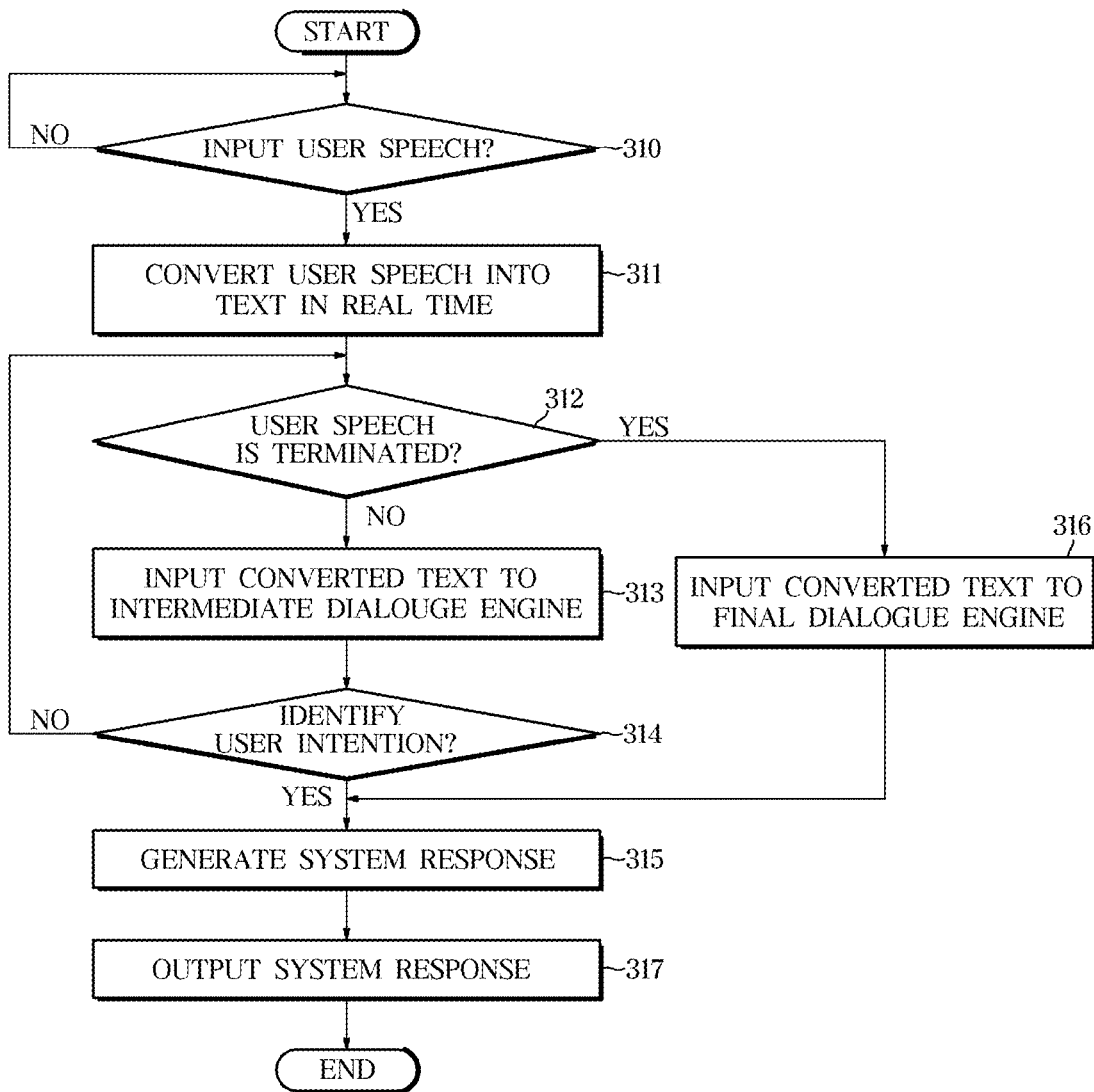 START
NO
INPUT USER SPEECH?
310
YES
CONVERT USER SPEECH INTO
TEXT IN REAL TIME
311
USER SPEECH
IS TERMINATED?
312
YES
NO
INPUT CONVERTED TEXT TO
INTERMEDIATE DIALOUGE ENGINE
313
316
INPUT CONVERTED TEXT TO
FINAL DIALOGUE ENGINE
NO
IDENTIFY
USER INTENTION?
314
YES
GENERATE SYSTEM RESPONSE
315
OUTPUT SYSTEM RESPONSE
317
END